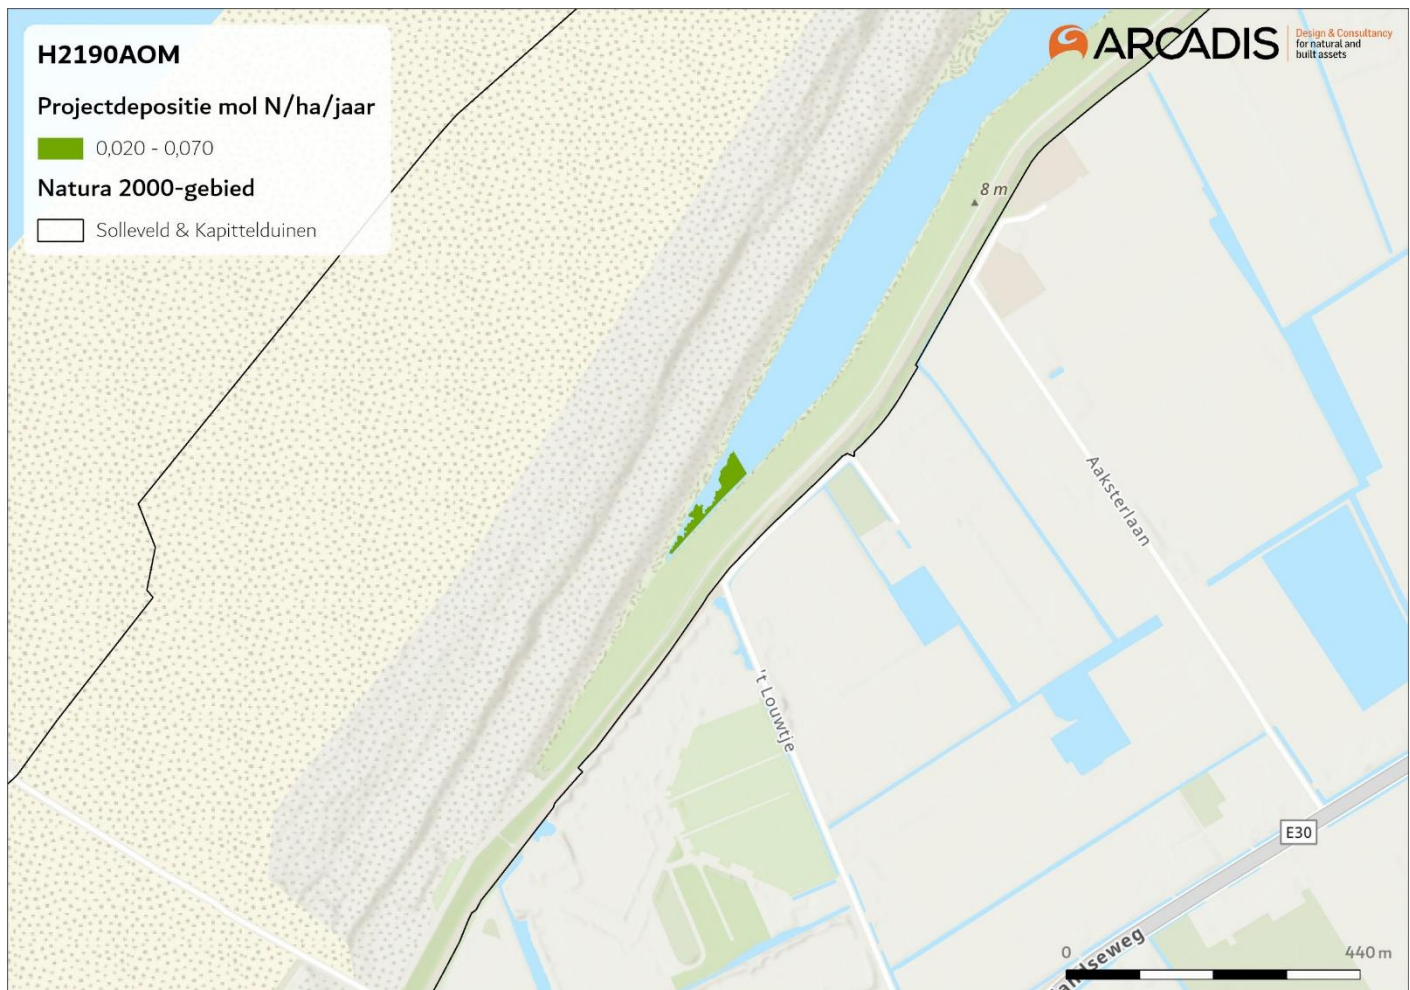 H2190AOM
Projectdepositie mol N/ha/jaar
0,020 - 0,070
Natura 2000-gebied
Solleveld & Kapittelduinen
ARCADIS
Design & Consultancy
for natural and
built assets
8 m
Aaksterlaan
't Louwtje
E30
0
440 m